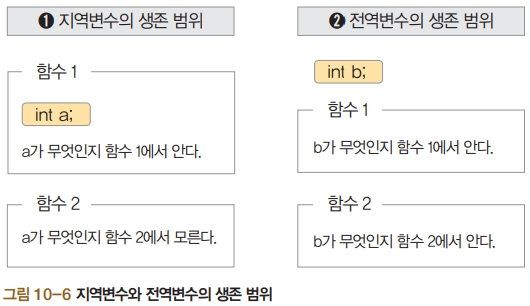 ❶ 지역변수의 생존 범위
함수 1
int a;
a가 무엇인지 함수 1에서 안다.
함수 2
a가 무엇인지 함수 2에서 모른다.
❷ 전역변수의 생존 범위
int b;
함수 1
b가 무엇인지 함수 1에서 안다.
함수 2
b가 무엇인지 함수 2에서 안다.
그림 10-6 지역변수와 전역변수의 생존 범위